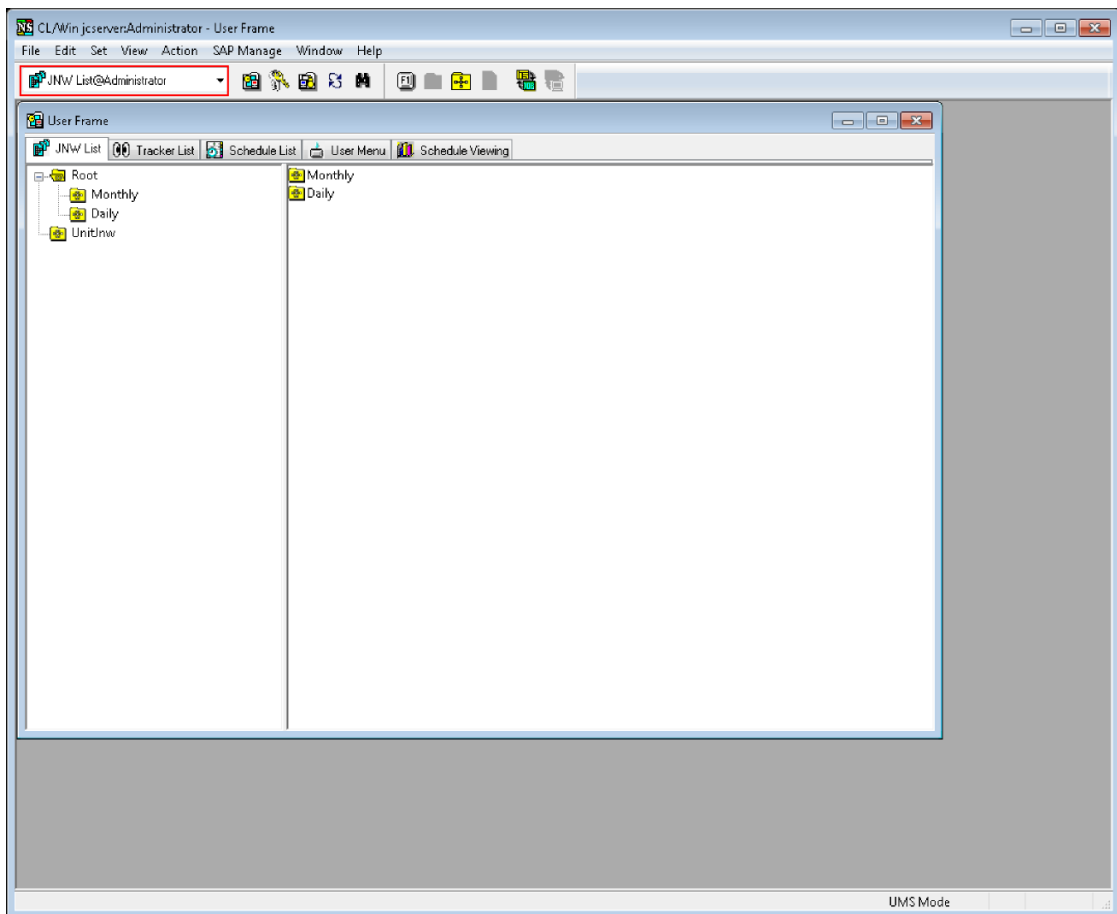 CL/Win jcserver:Administrator - User Frame
File Edit Set View Action SAP Manage Window Help
JNW List@Administrator
F1
User Frame
JNW List Tracker List Schedule List User Menu Schedule Viewing
Root
Monthly
Daily
UnitJnw
Monthly
Daily
UMS Mode